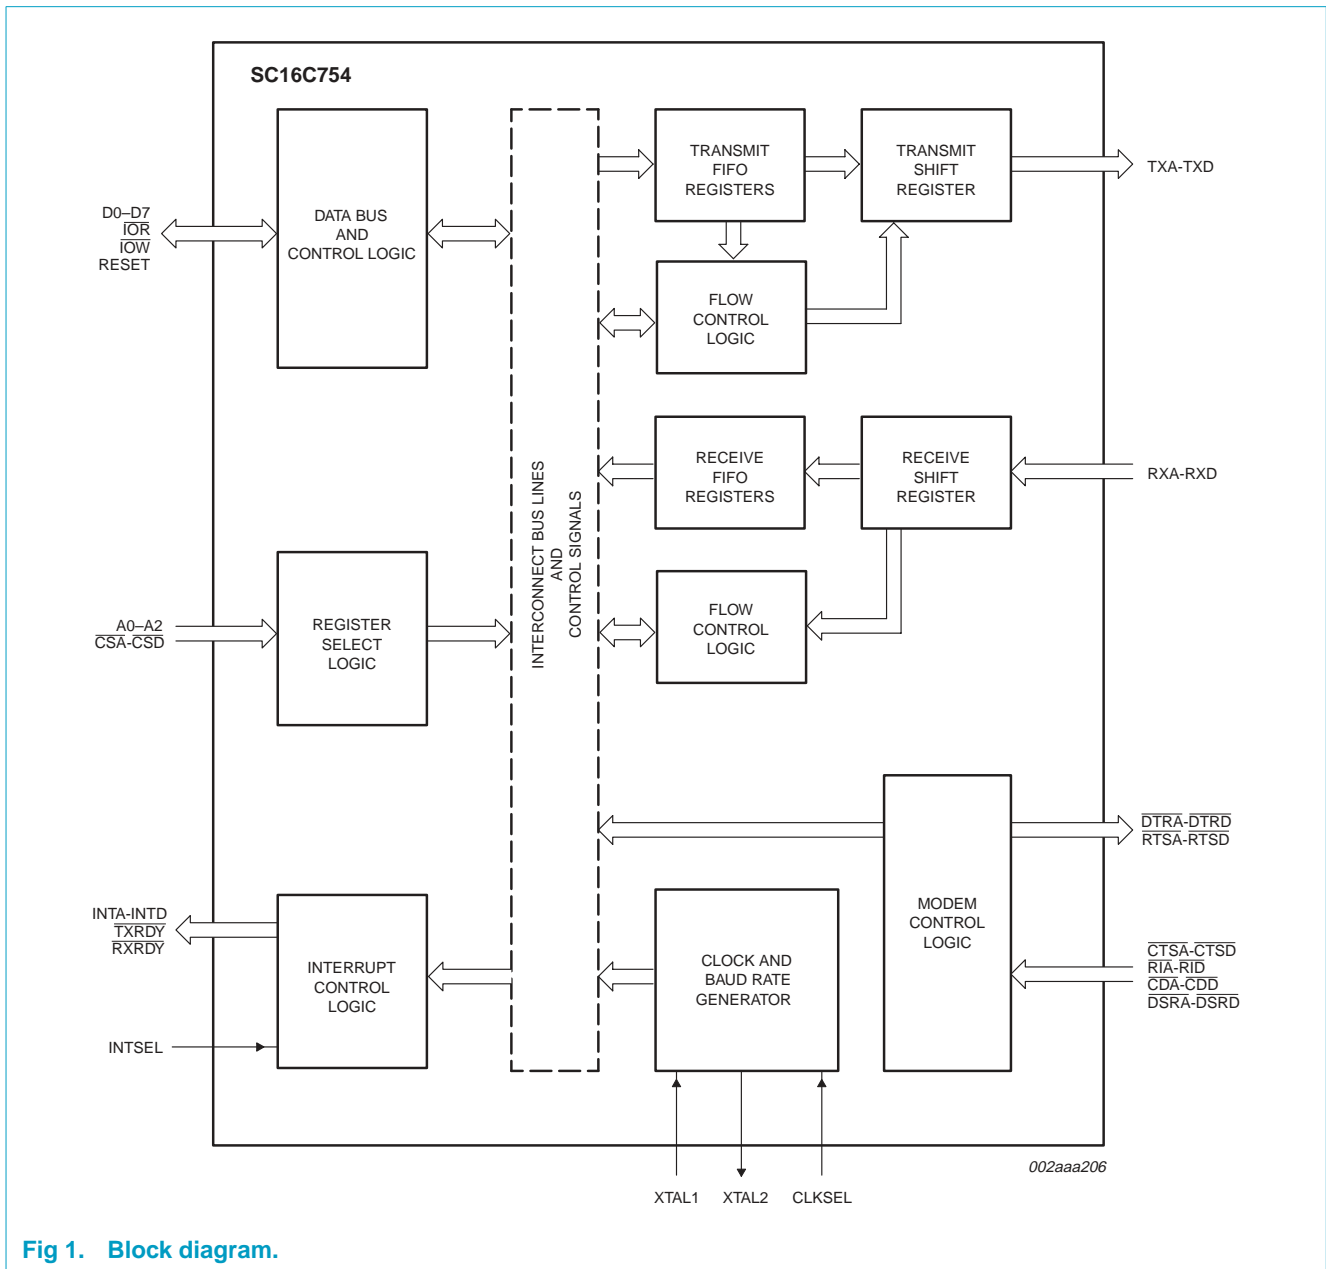 SC16C754
D0–D7
IOR
IOW
RESET
DATA BUS
AND
CONTROL LOGIC
TRANSMIT
FIFO
REGISTERS
TRANSMIT
SHIFT
REGISTER
TXA-TXD
FLOW
CONTROL
LOGIC
INTERCONNECT BUS LINES
AND
CONTROL SIGNALS
RECEIVE
FIFO
REGISTERS
RECEIVE
SHIFT
REGISTER
RXA-RXD
A0–A2
CSA-CSD
REGISTER
SELECT
LOGIC
FLOW
CONTROL
LOGIC
DTRA-DTRD
RTSA-RTSD
INTA-INTD
TXRDY
RXRDY
INTERRUPT
CONTROL
LOGIC
INTSEL
CLOCK AND
BAUD RATE
GENERATOR
MODEM
CONTROL
LOGIC
CTSA-CTSD
RIA-RID
CDA-CDD
DSRA-DSRD
XTAL1
XTAL2
CLKSEL
002aaa206
Fig 1. Block diagram.